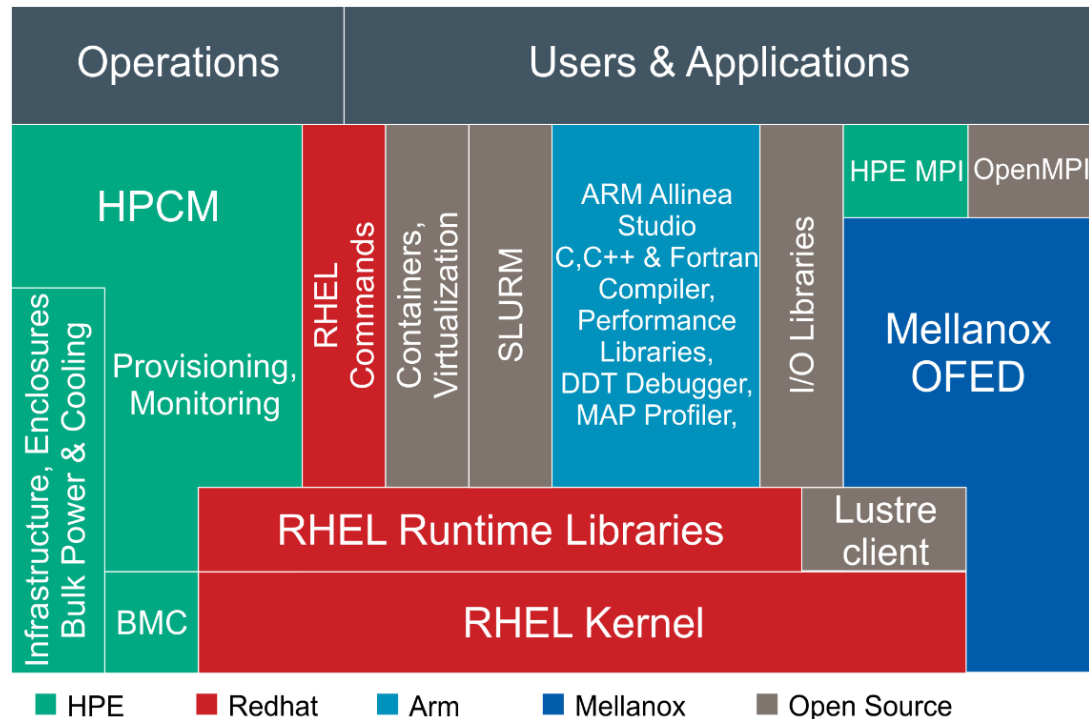 Operations
Users & Applications
HPCM
Provisioning,
Monitoring
Infrastructure, Enclosures
Bulk Power & Cooling
BMC
RHEL
Commands
Containers,
Virtualization
SLURM
ARM Allinea
Studio
C,C++ & Fortran
Compiler,
Performance
Libraries,
DDT Debugger,
MAP Profiler,
I/O Libraries
HPE MPI
OpenMPI
Mellanox
OFED
RHEL Runtime Libraries
Lustre
client
RHEL Kernel
HPE
Redhat
Arm
Mellanox
Open Source